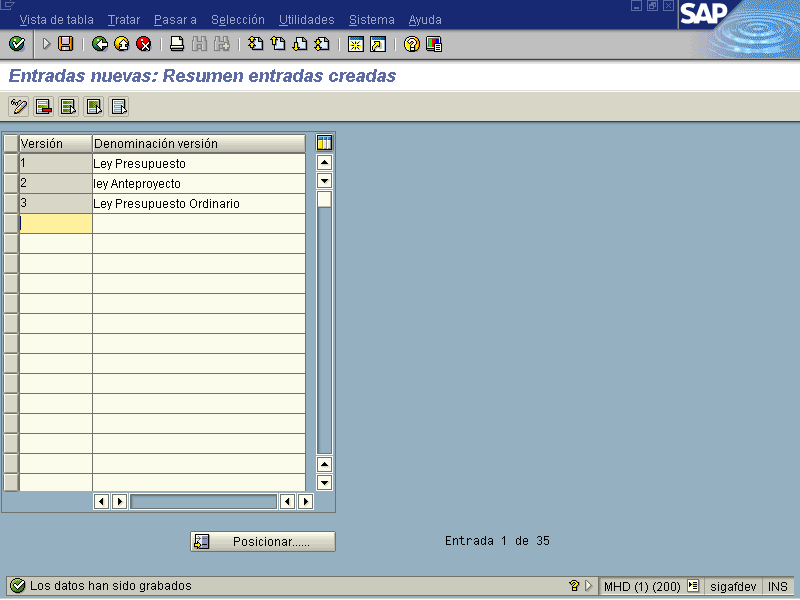 Vista de tabla Tratar Pasar a Selección Utilidades Sistema Ayuda
SAP
Entradas nuevas: Resumen entradas creadas
Versión Denominación versión
1 Ley Presupuesto
2 ley Anteproyecto
3 Ley Presupuesto Ordinario
Posicionar...... Entrada 1 de 35
Los datos han sido grabados MHD (1) (200) sigafdev INS